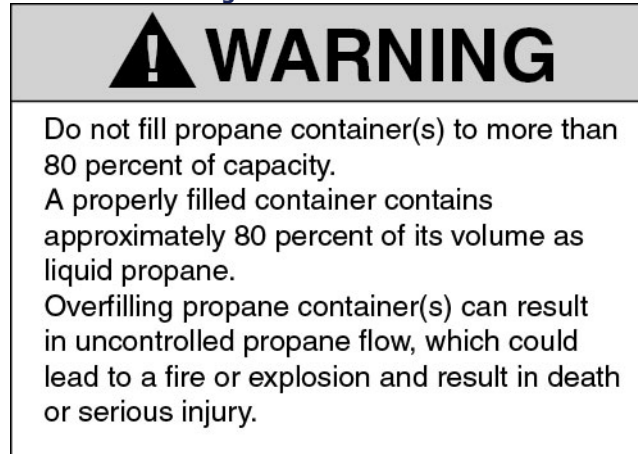 WARNING
Do not fill propane container(s) to more than
80 percent of capacity.
A properly filled container contains
approximately 80 percent of its volume as
liquid propane.
Overfilling propane container(s) can result
in uncontrolled propane flow, which could
lead to a fire or explosion and result in death
or serious injury.